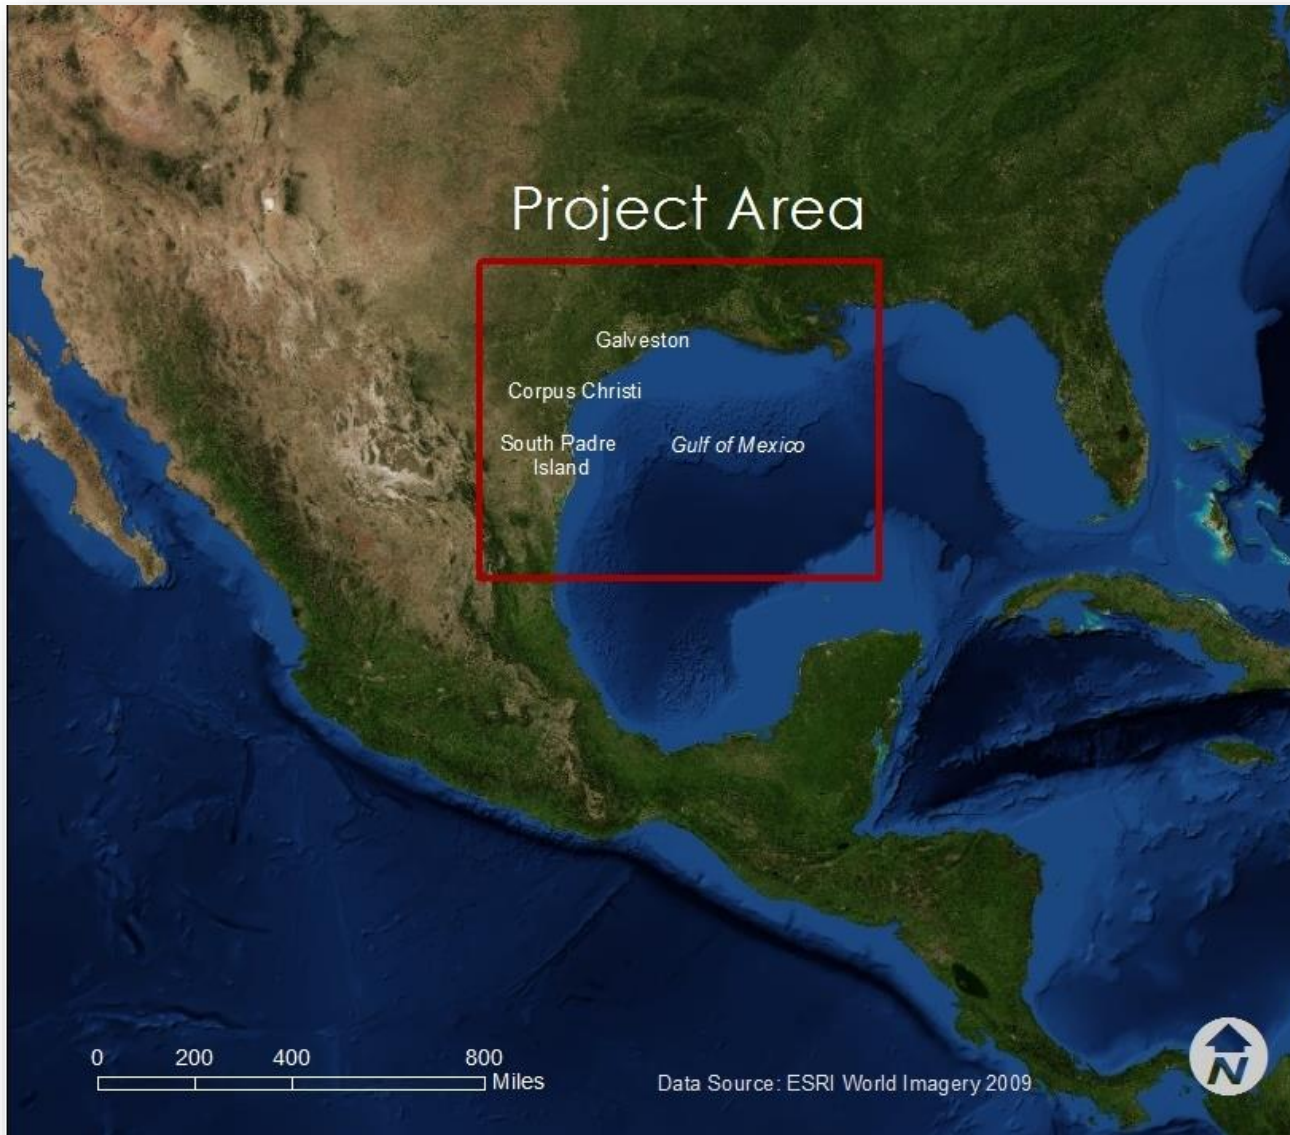 Project Area
Galveston
Corpus Christi
South Padre
Island
Gulf of Mexico
0 200 400 800
Miles
Data Source: ESRI World Imagery 2009
N